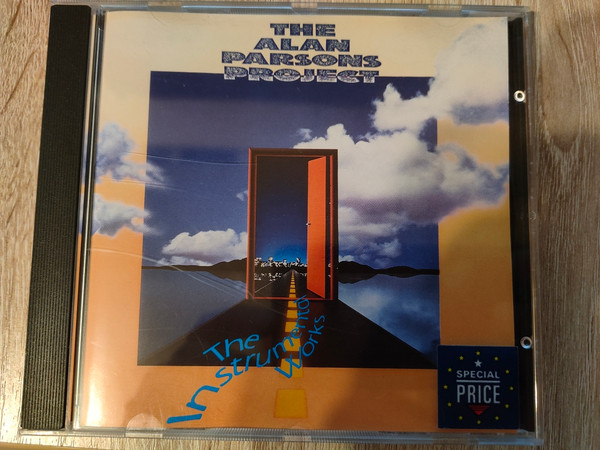 THE
ALAN
PARSONS
PROJECT
The
Instrumental
Works
SPECIAL
PRICE